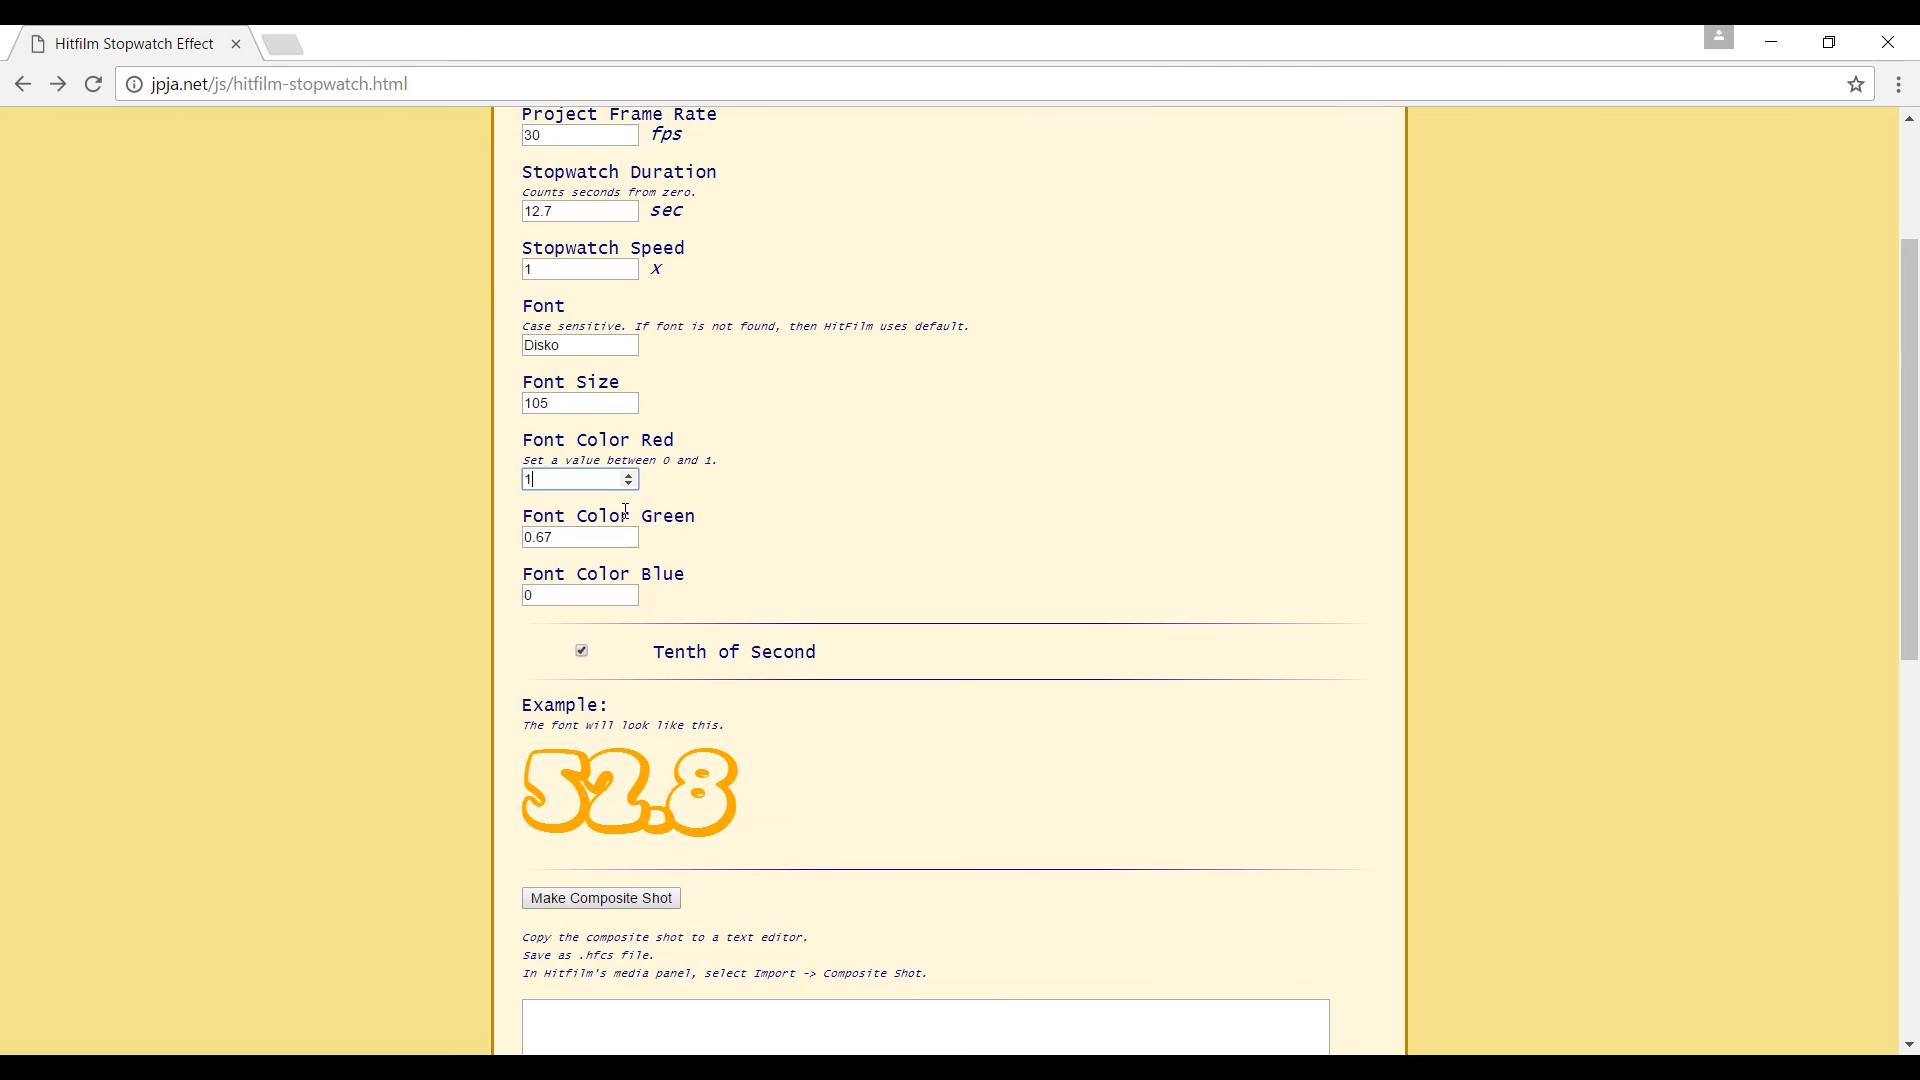 Hitfilm Stopwatch Effect
jpja.net/js/hitfilm-stopwatch.html
Project Frame Rate
30 fps
Stopwatch Duration
Counts seconds from zero.
12.7 sec
Stopwatch Speed
1 x
Font
Case sensitive. If font is not found, then HitFilm uses default.
Disko
Font Size
105
Font Color Red
Set a value between 0 and 1.
1
Font Color Green
0.67
Font Color Blue
0
Tenth of Second
Example:
The font will look like this.
52.8
Make Composite Shot
Copy the composite shot to a text editor.
Save as .hfcs file.
In Hitfilm's media panel, select Import -> Composite Shot.